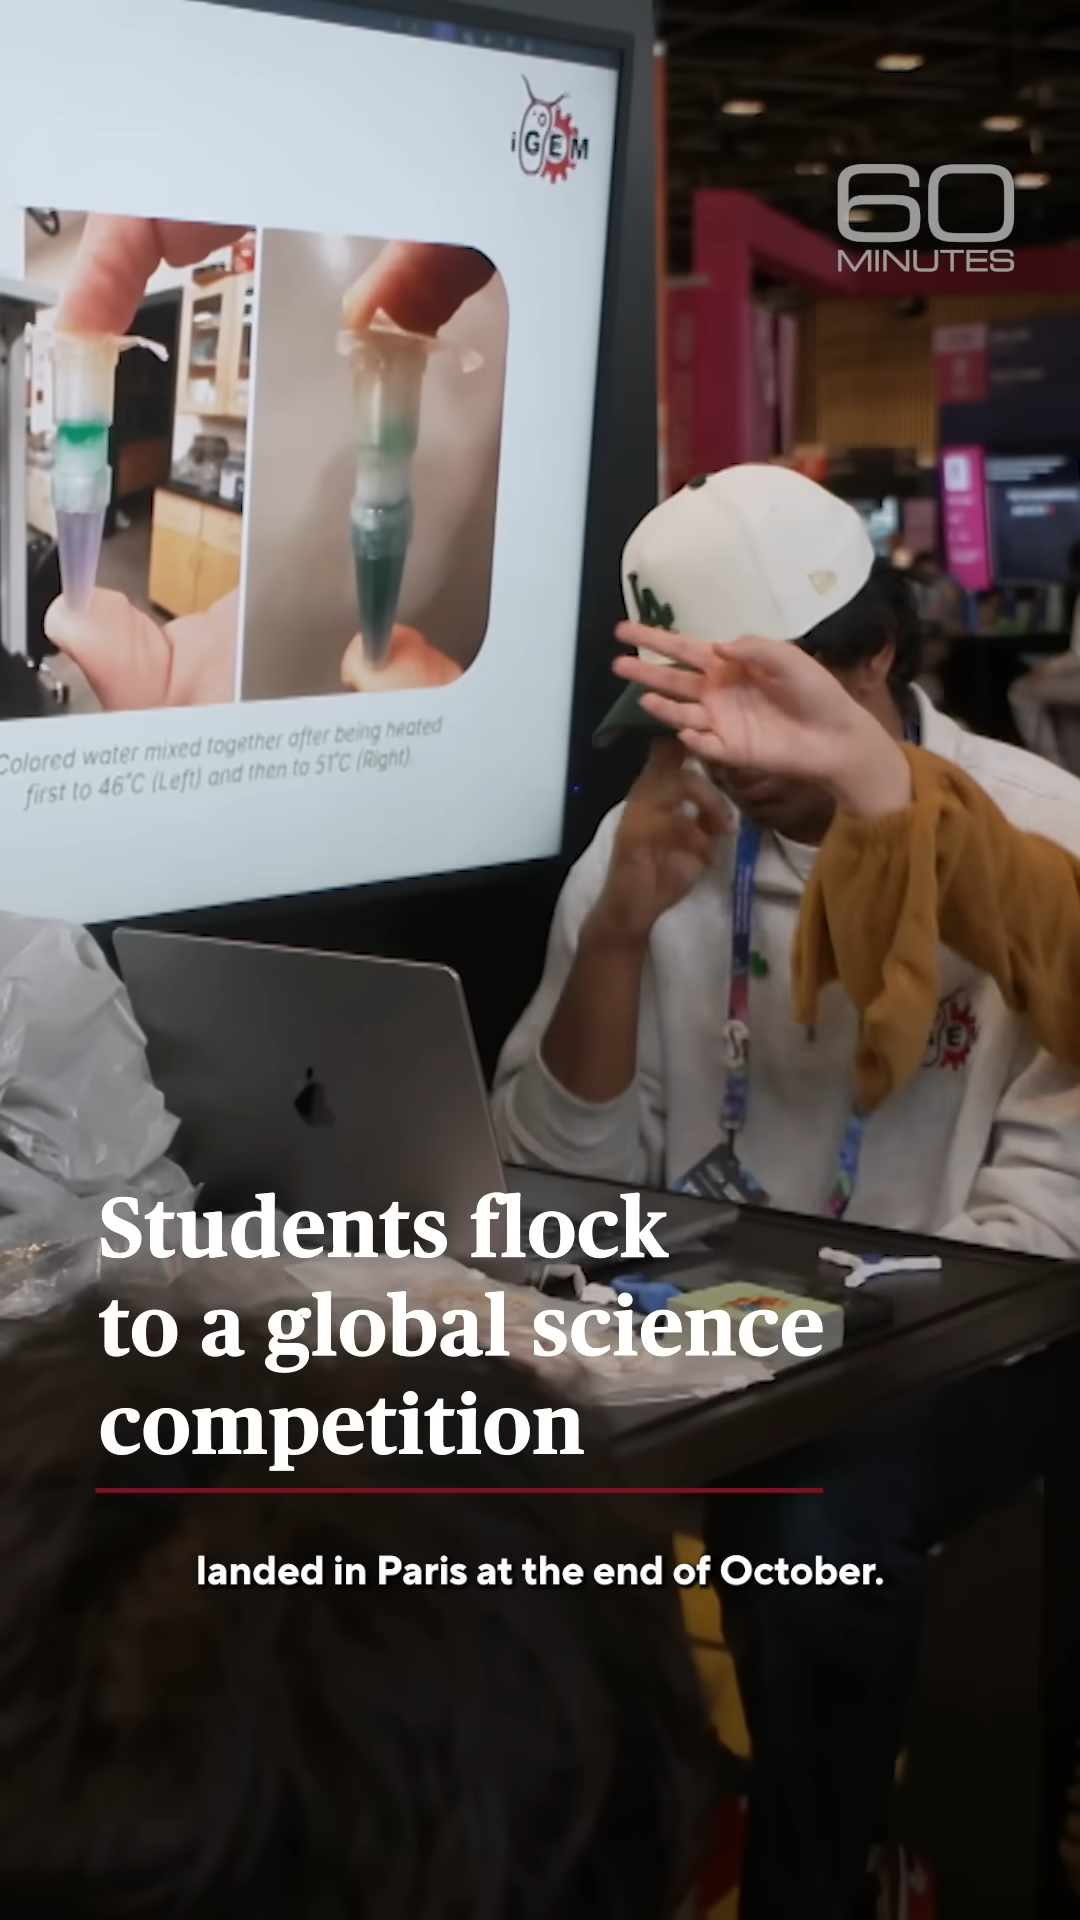 iGEM
60
MINUTES
Colored water mixed together after being heated
first to 46°C (Left) and then to 51°C (Right).
LA
Students flock
to a global science
competition
landed in Paris at the end of October.